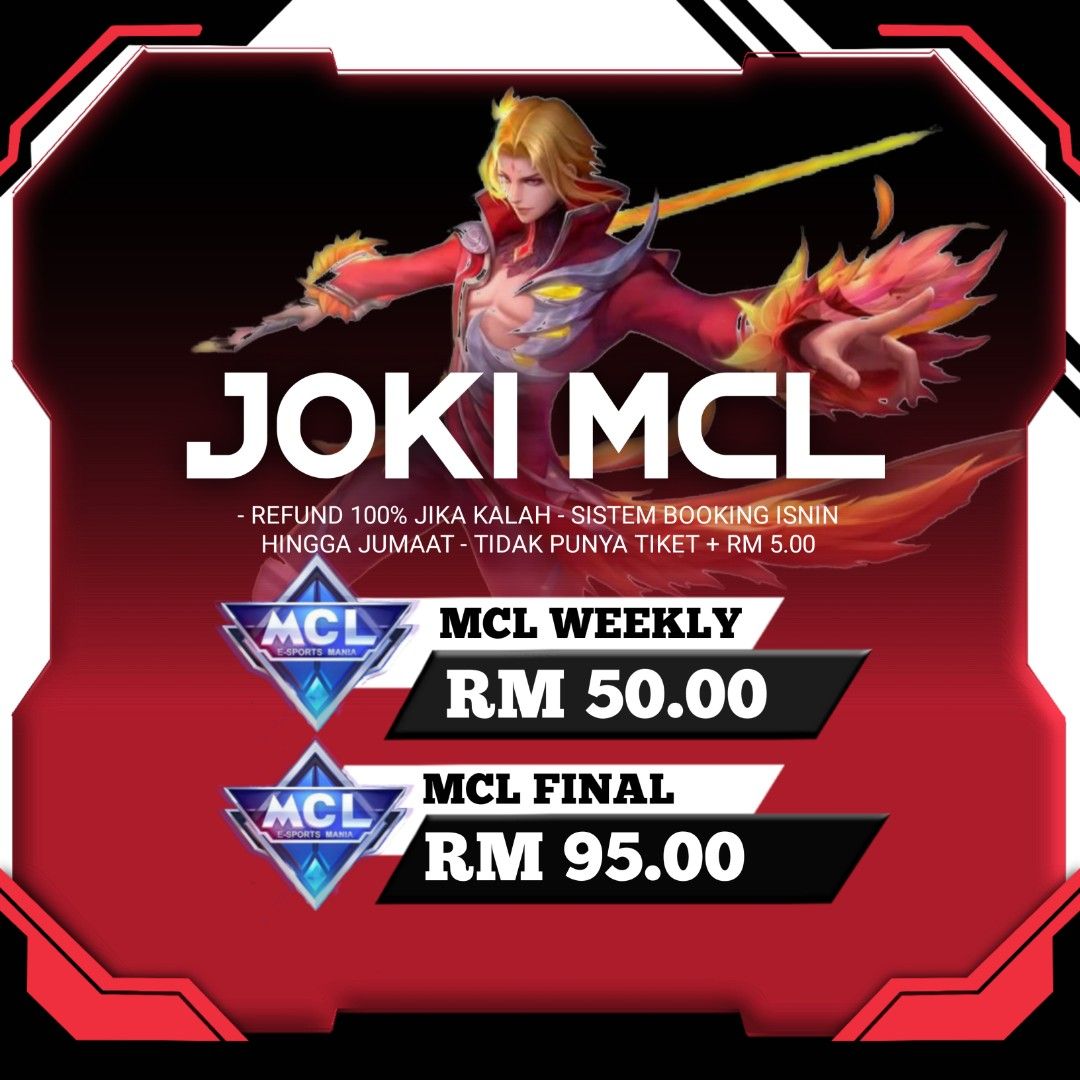 JOKI MCL
- REFUND 100% JIKA KALAH - SISTEM BOOKING ISNIN
HINGGA JUMAAT - TIDAK PUNYA TIKET + RM 5.00
MCL
E-SPORTS MANIA
MCL WEEKLY
RM 50.00
MCL
E-SPORTS MANIA
MCL FINAL
RM 95.00